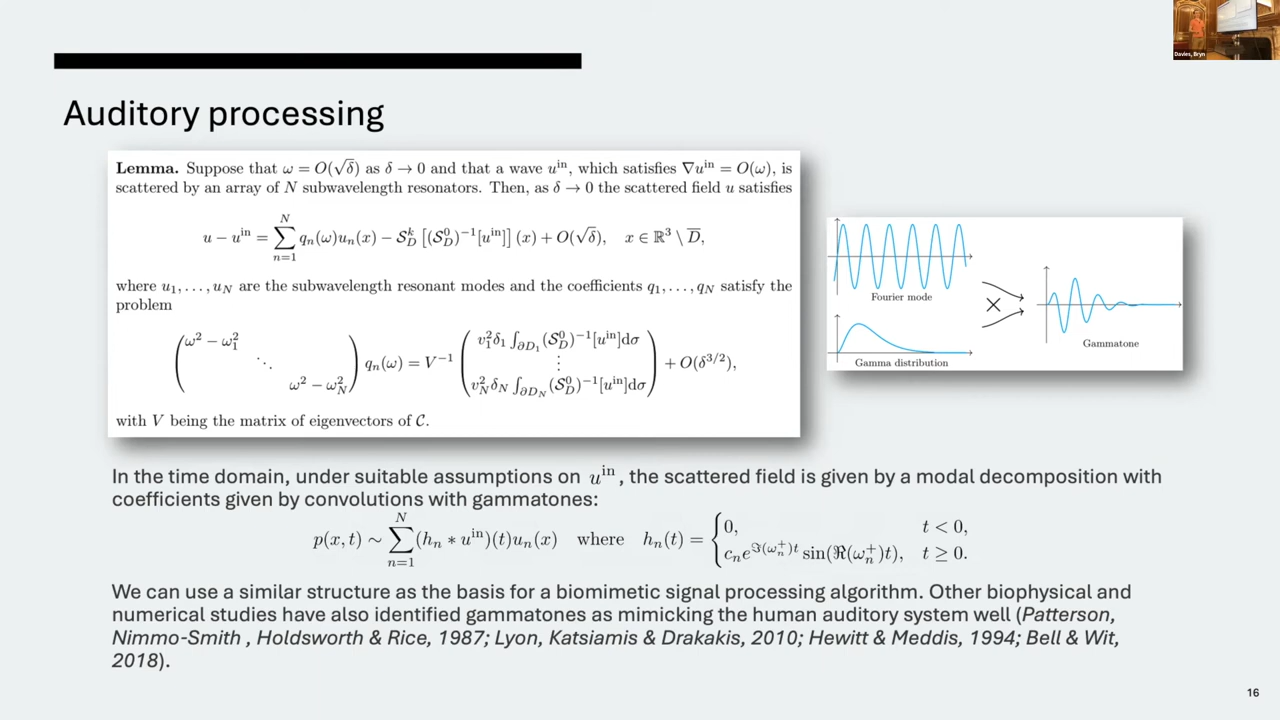 Davies, Bryn
Auditory processing
Lemma. Suppose that ω = O(√δ) as δ → 0 and that a wave u^in, which satisfies ∇u^in = O(ω), is
scattered by an array of N subwavelength resonators. Then, as δ → 0 the scattered field u satisfies
u − u^in = ∑_{n=1}^{N} q_n(ω)u_n(x) − S_D^k [(S_D^0)^{−1}[u^in]] (x) + O(√δ), x ∈ ℝ³ \ D̅,
where u_1, . . . , u_N are the subwavelength resonant modes and the coefficients q_1, . . . , q_N satisfy the
problem
(ω² − ω_1² ⋱ ω² − ω_N²) q_n(ω) = V^{−1} (v_1² δ_1 ∫_{∂D_1} (S_D^0)^{−1}[u^in]dσ ⋮ v_N² δ_N ∫_{∂D_N} (S_D^0)^{−1}[u^in]dσ) + O(δ^{3/2}),
with V being the matrix of eigenvectors of C.
Fourier mode
Gamma distribution
×
Gammatone
In the time domain, under suitable assumptions on u^in, the scattered field is given by a modal decomposition with
coefficients given by convolutions with gammatones:
p(x, t) ∼ ∑_{n=1}^{N} (h_n ∗ u^in)(t)u_n(x) where h_n(t) = { 0, t < 0, c_n e^{ℑ(ω_n^+)t} sin(ℜ(ω_n^+)t), t ≥ 0.
We can use a similar structure as the basis for a biomimetic signal processing algorithm. Other biophysical and
numerical studies have also identified gammatones as mimicking the human auditory system well (Patterson,
Nimmo-Smith , Holdsworth & Rice, 1987; Lyon, Katsiamis & Drakakis, 2010; Hewitt & Meddis, 1994; Bell & Wit,
2018).
16